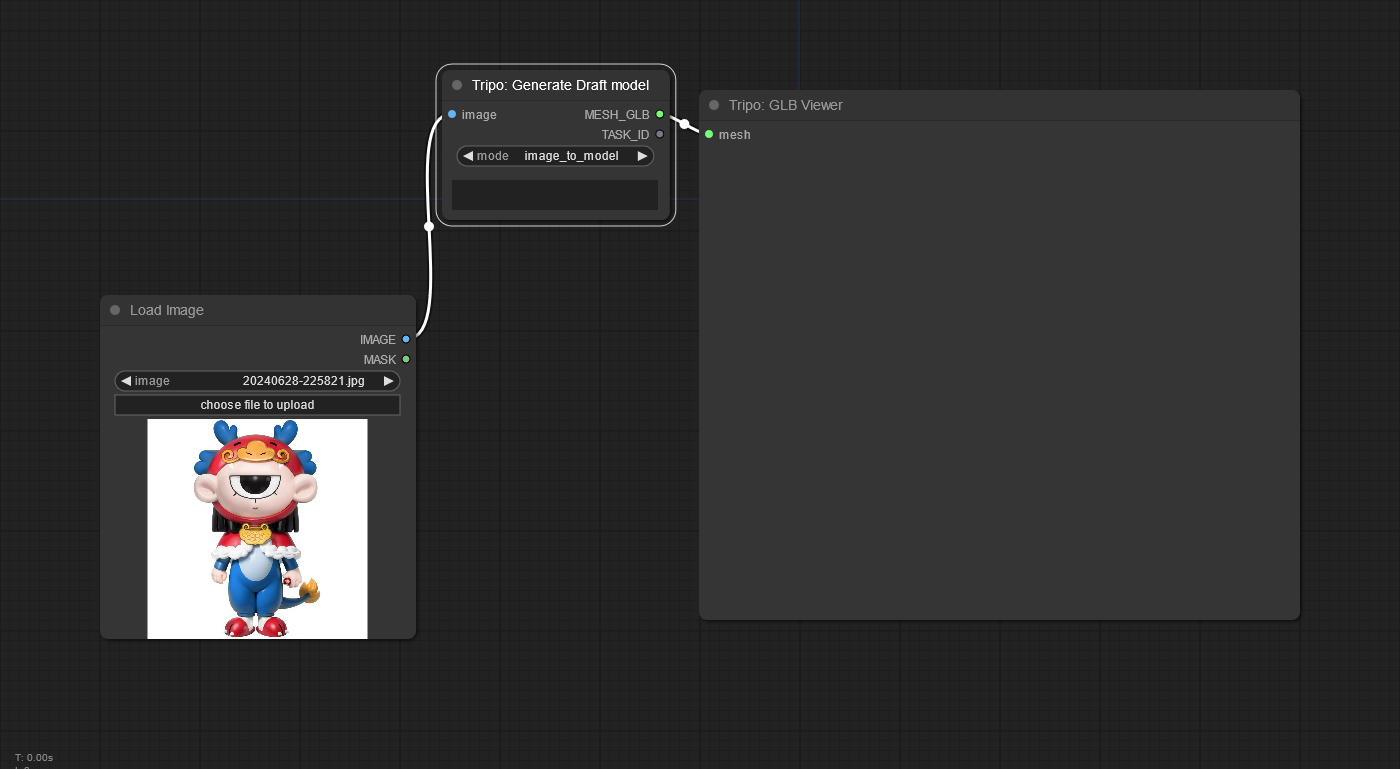 Tripo: Generate Draft model
image MESH_GLB
TASK_ID
mode image_to_model
Tripo: GLB Viewer
mesh
Load Image
IMAGE
MASK
image 20240628-225821.jpg
choose file to upload
T: 0.00s